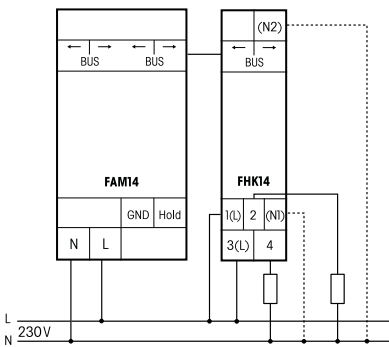 (N2)
BUS BUS BUS
FAM14 FHK14
GND Hold 1(L) 2 (N1)
N L 3(L) 4
L
230V
N